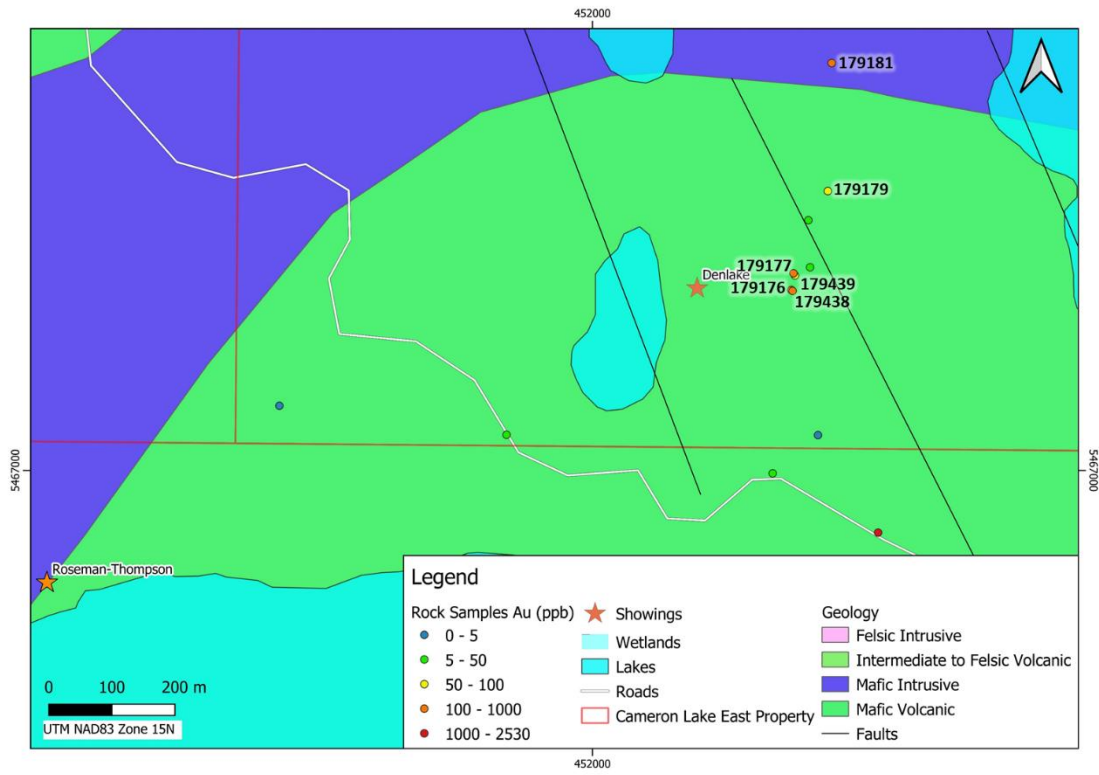 452000
179181
179179
179177
Denlake
179439
179176
179438
5467000
5467000
Roseman-Thompson
Legend
Rock Samples Au (ppb)
0 - 5
5 - 50
50 - 100
100 - 1000
1000 - 2530
Showings
Wetlands
Lakes
Roads
Cameron Lake East Property
Geology
Felsic Intrusive
Intermediate to Felsic Volcanic
Mafic Intrusive
Mafic Volcanic
Faults
0 100 200 m
UTM NAD83 Zone 15N
452000